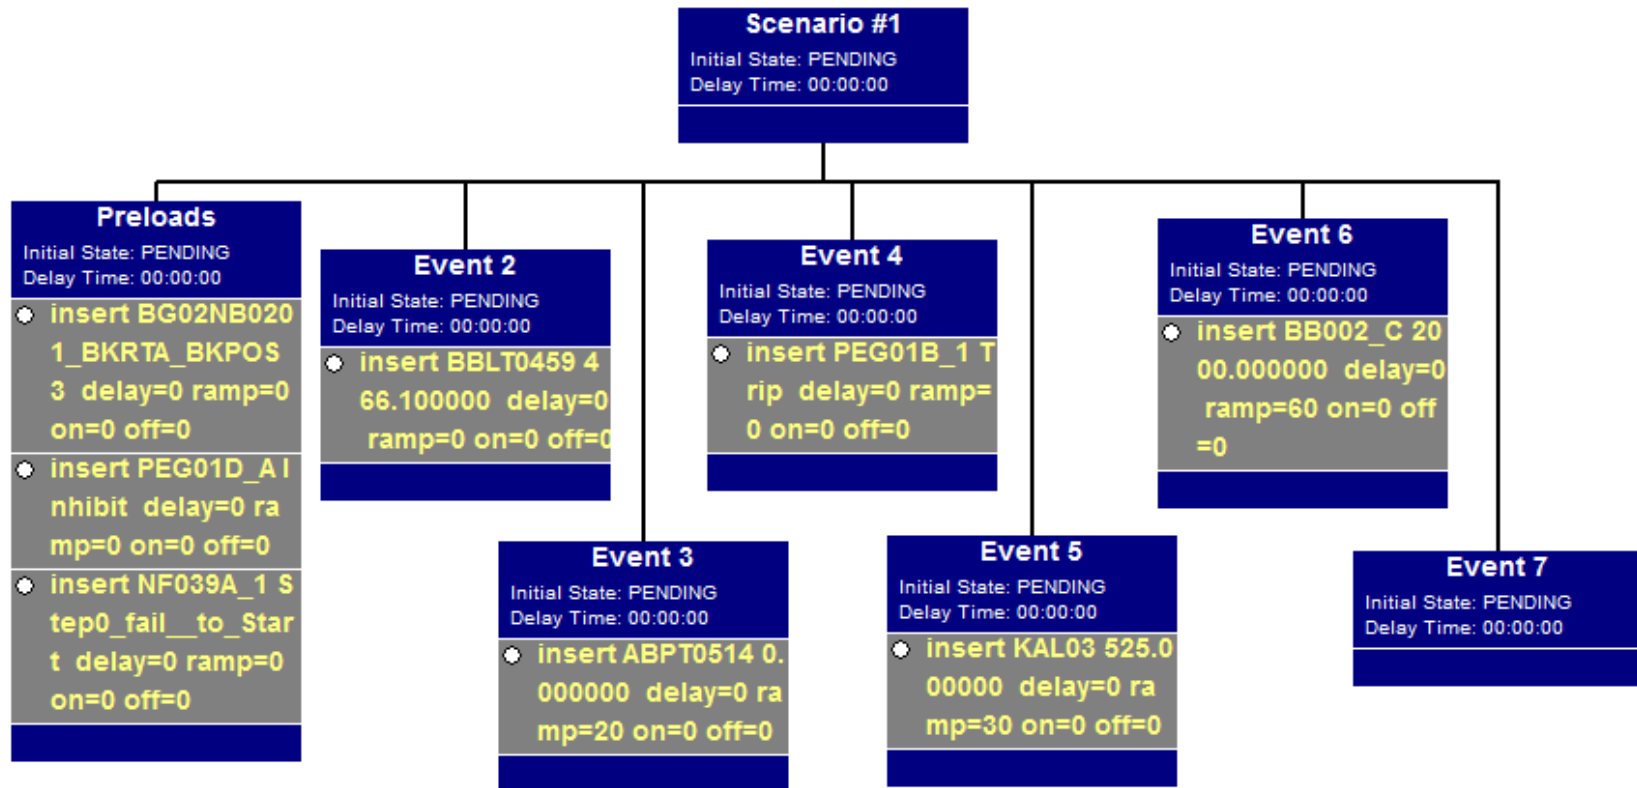 Scenario #1
Initial State: PENDING
Delay Time: 00:00:00
Preloads
Initial State: PENDING
Delay Time: 00:00:00
insert BG02NB020
1_BKRTA_BKPOS
3  delay=0 ramp=0
on=0 off=0
insert PEG01D_A I
nhibit  delay=0 ra
mp=0 on=0 off=0
insert NF039A_1 S
tep0_fail__to_Star
t  delay=0 ramp=0
on=0 off=0
Event 2
Initial State: PENDING
Delay Time: 00:00:00
insert BBLT0459 4
66.100000  delay=0
ramp=0 on=0 off=0
Event 3
Initial State: PENDING
Delay Time: 00:00:00
insert ABPT0514 0.
000000  delay=0 ra
mp=20 on=0 off=0
Event 4
Initial State: PENDING
Delay Time: 00:00:00
insert PEG01B_1 T
rip  delay=0 ramp=
0 on=0 off=0
Event 5
Initial State: PENDING
Delay Time: 00:00:00
insert KAL03 525.0
00000  delay=0 ra
mp=30 on=0 off=0
Event 6
Initial State: PENDING
Delay Time: 00:00:00
insert BB002_C 20
00.000000  delay=0
ramp=60 on=0 off
=0
Event 7
Initial State: PENDING
Delay Time: 00:00:00